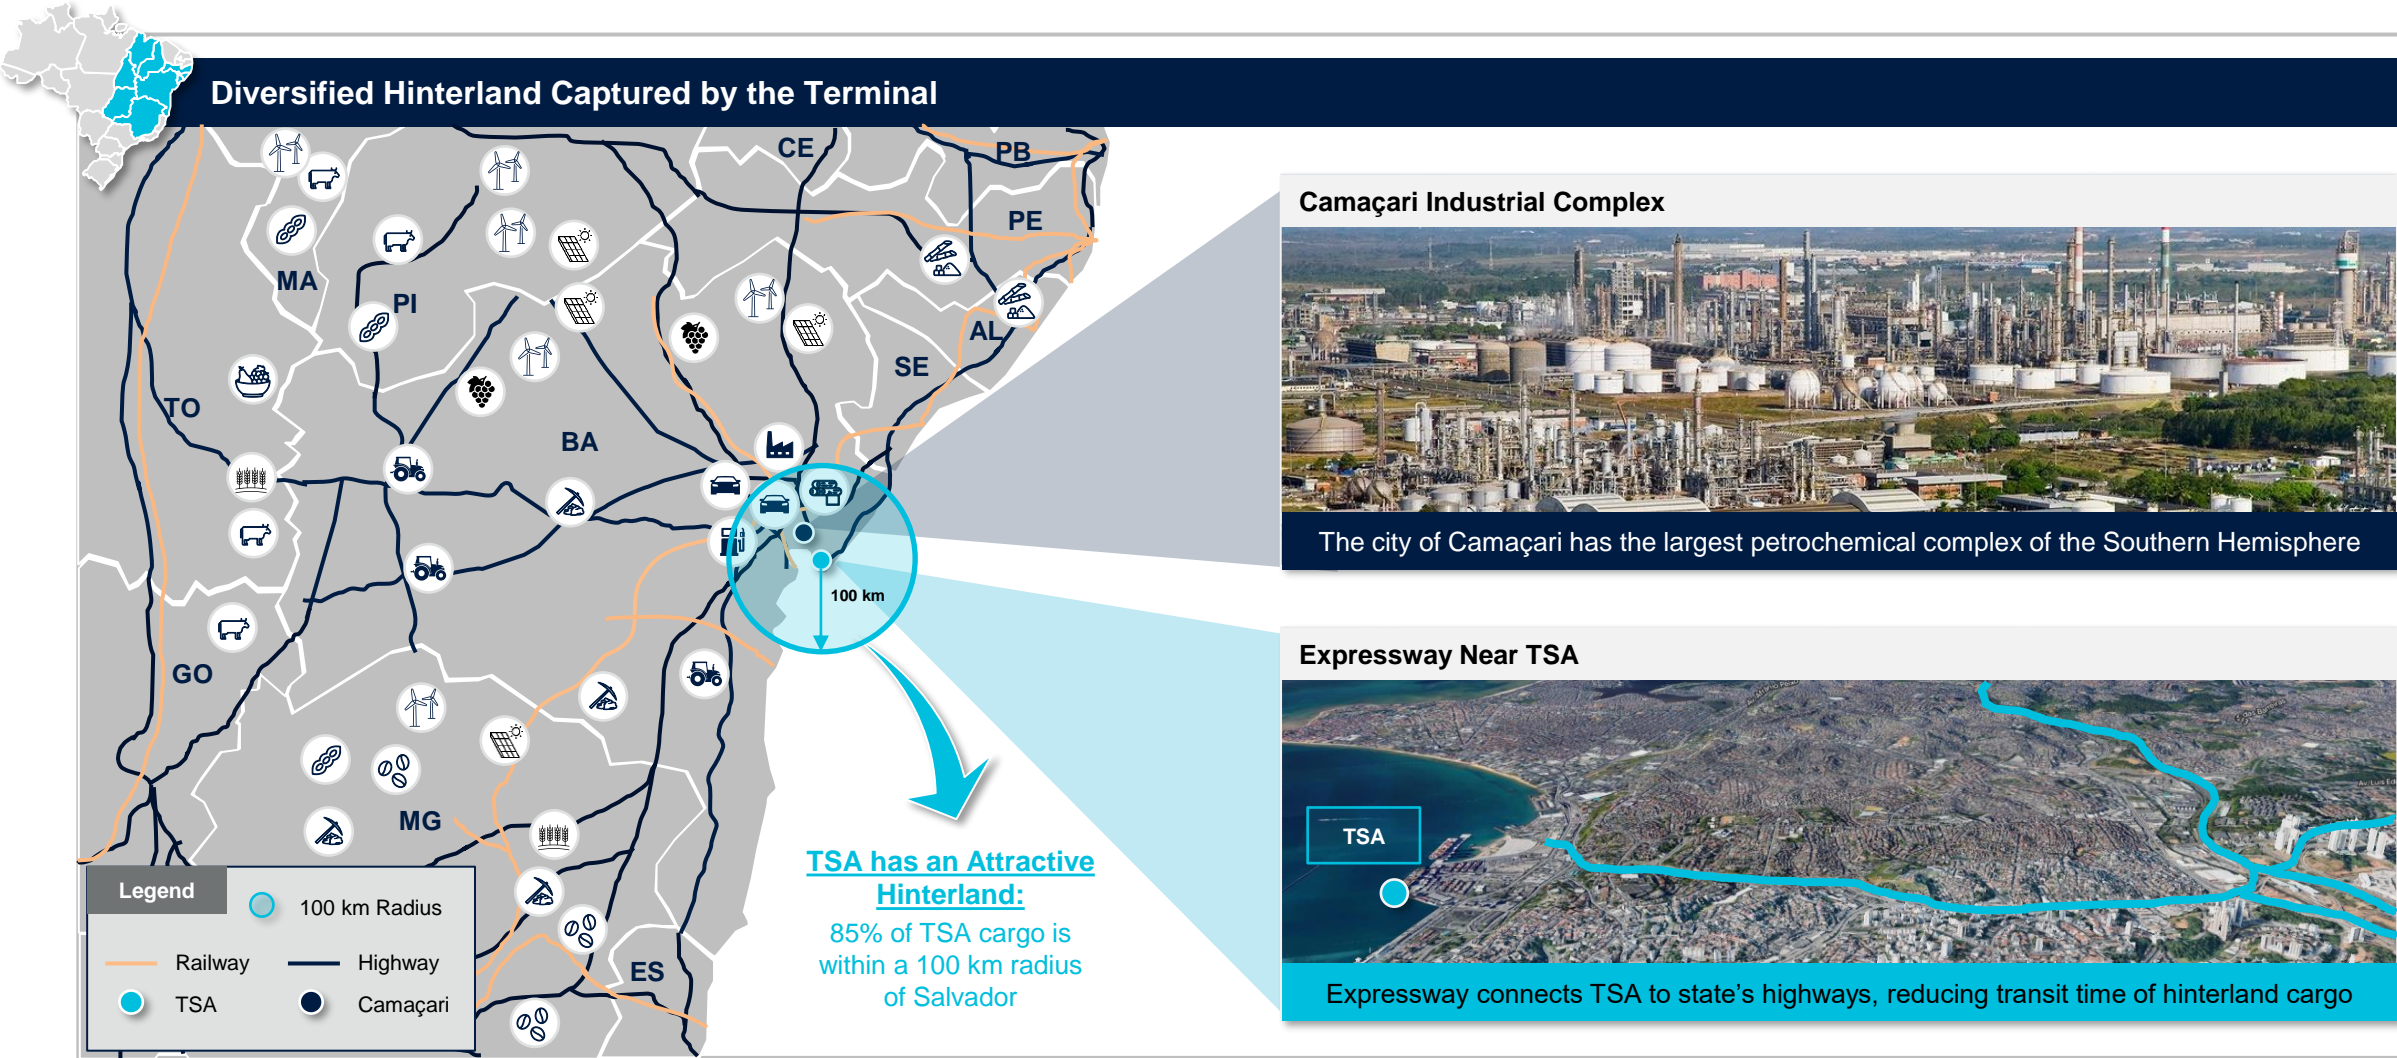 Diversified Hinterland Captured by the Terminal
CE
PB
PE
MA
PI
AL
SE
TO
BA
100 km
GO
MG
ES
Legend
100 km Radius
Railway
Highway
TSA
Camaçari
TSA has an Attractive
Hinterland:
85% of TSA cargo is
within a 100 km radius
of Salvador
Camaçari Industrial Complex
The city of Camaçari has the largest petrochemical complex of the Southern Hemisphere
Expressway Near TSA
TSA
Expressway connects TSA to state’s highways, reducing transit time of hinterland cargo